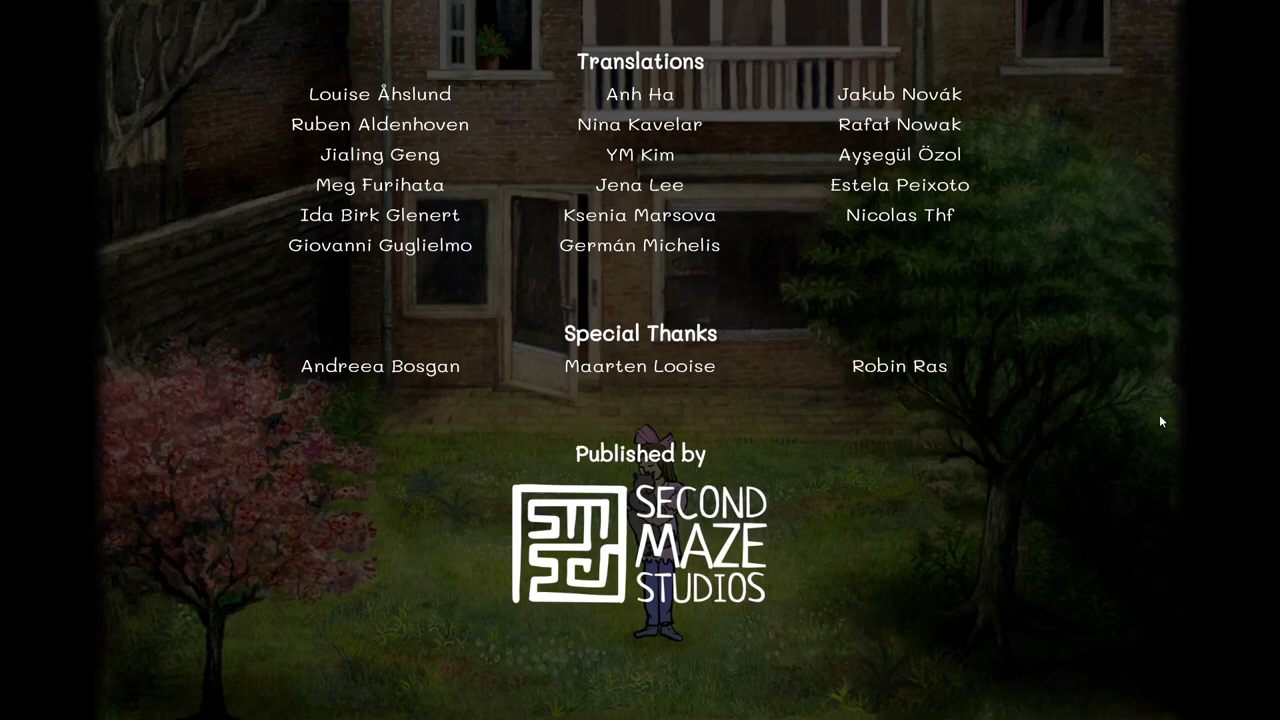 Translations
Louise Åhslund Anh Ha Jakub Novák
Ruben Aldenhoven Nina Kavelar Rafał Nowak
Jialing Geng YM Kim Ayşegül Özol
Meg Furihata Jena Lee Estela Peixoto
Ida Birk Glenert Ksenia Marsova Nicolas Thf
Giovanni Guglielmo Germán Michelis
Special Thanks
Andreea Bosgan Maarten Looise Robin Ras
Published by
SECOND
MAZE
STUDIOS